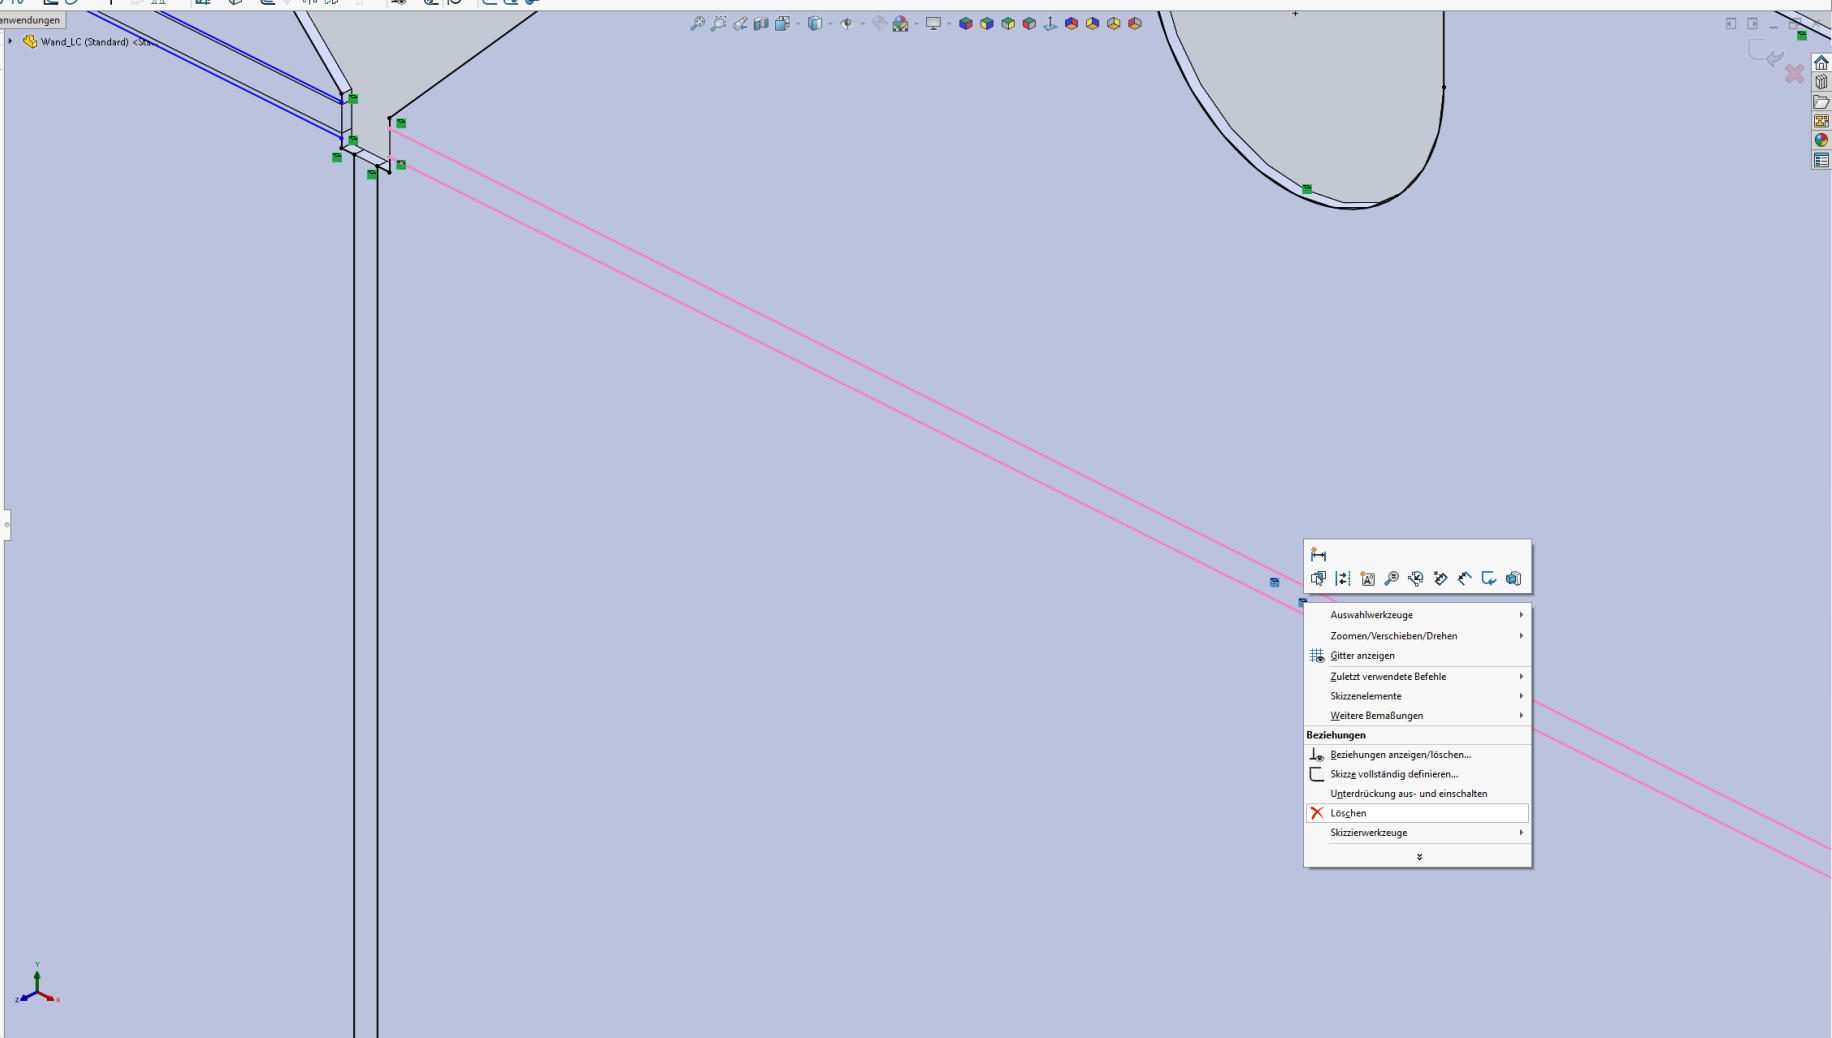 anwendungen
Wand_LC (Standard) <Sta...
Auswahlwerkzeuge
Zoomen/Verschieben/Drehen
Gitter anzeigen
Zuletzt verwendete Befehle
Skizzenelemente
Weitere Bemaßungen
Beziehungen
Beziehungen anzeigen/löschen...
Skizze vollständig definieren...
Unterdrückung aus- und einschalten
Löschen
Skizzierwerkzeuge
Y
Z
X